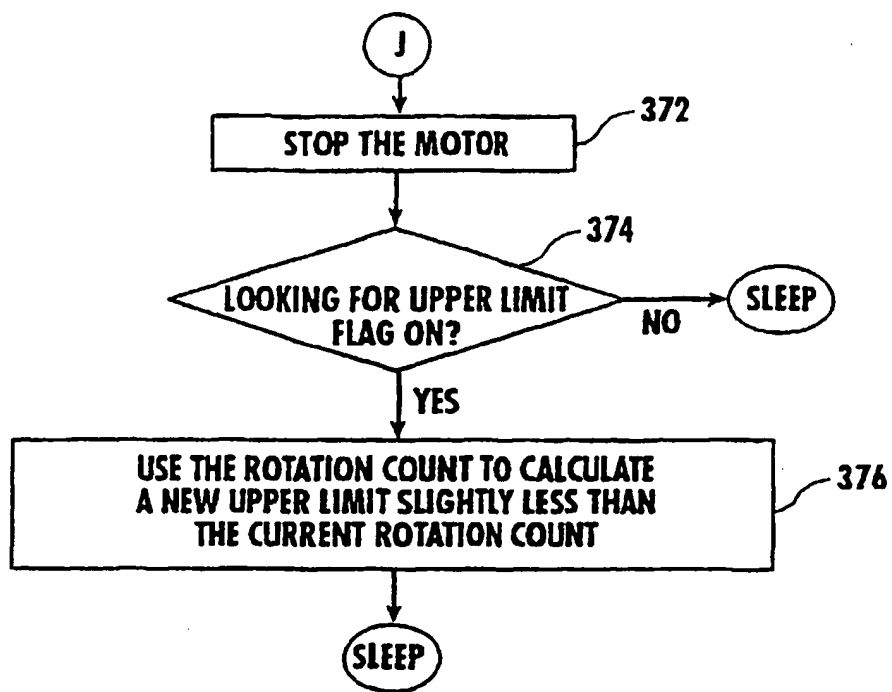 J
STOP THE MOTOR
372
374
LOOKING FOR UPPER LIMIT
FLAG ON?
NO
SLEEP
YES
USE THE ROTATION COUNT TO CALCULATE
A NEW UPPER LIMIT SLIGHTLY LESS THAN
THE CURRENT ROTATION COUNT
376
SLEEP